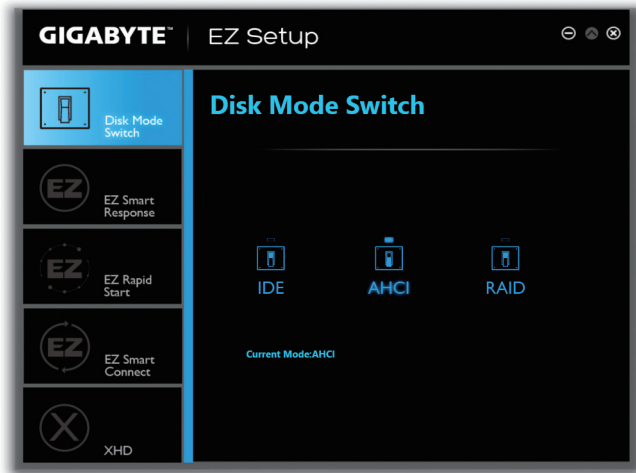 GIGABYTE™ EZ Setup
Disk Mode
Switch
EZ
EZ Smart
Response
EZ
EZ Rapid
Start
EZ
EZ Smart
Connect
X
XHD
Disk Mode Switch
IDE AHCI RAID
Current Mode:AHCI